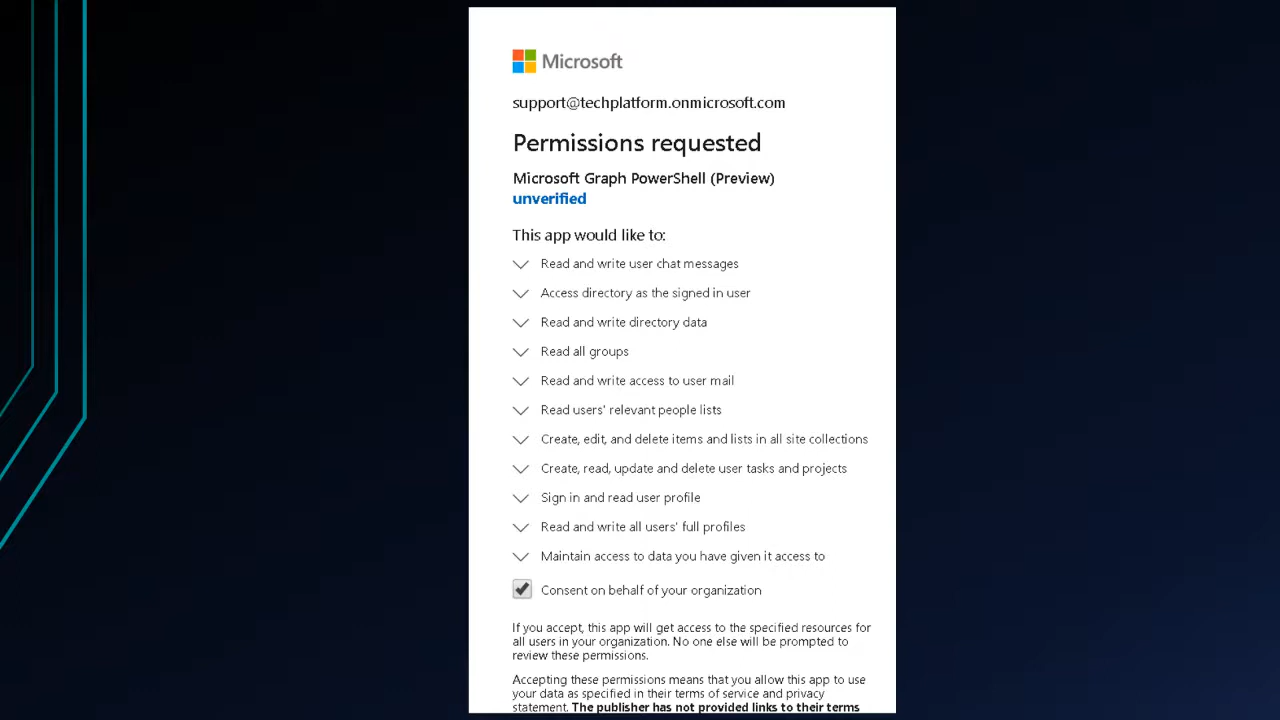 Microsoft
support@techplatform.onmicrosoft.com
Permissions requested
Microsoft Graph PowerShell (Preview)
unverified
This app would like to:
Read and write user chat messages
Access directory as the signed in user
Read and write directory data
Read all groups
Read and write access to user mail
Read users' relevant people lists
Create, edit, and delete items and lists in all site collections
Create, read, update and delete user tasks and projects
Sign in and read user profile
Read and write all users' full profiles
Maintain access to data you have given it access to
Consent on behalf of your organization
If you accept, this app will get access to the specified resources for
all users in your organization. No one else will be prompted to
review these permissions.
Accepting these permissions means that you allow this app to use
your data as specified in their terms of service and privacy
statement. The publisher has not provided links to their terms